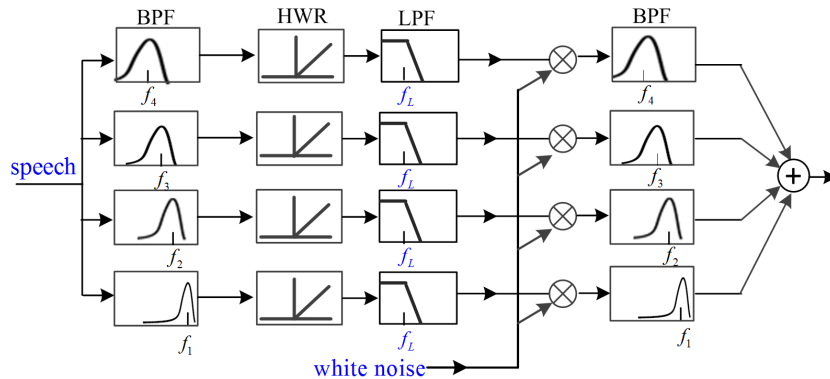 BPF HWR LPF BPF
f4 fL f4
speech
f3 fL f3
f2 fL f2
f1 fL f1
white noise